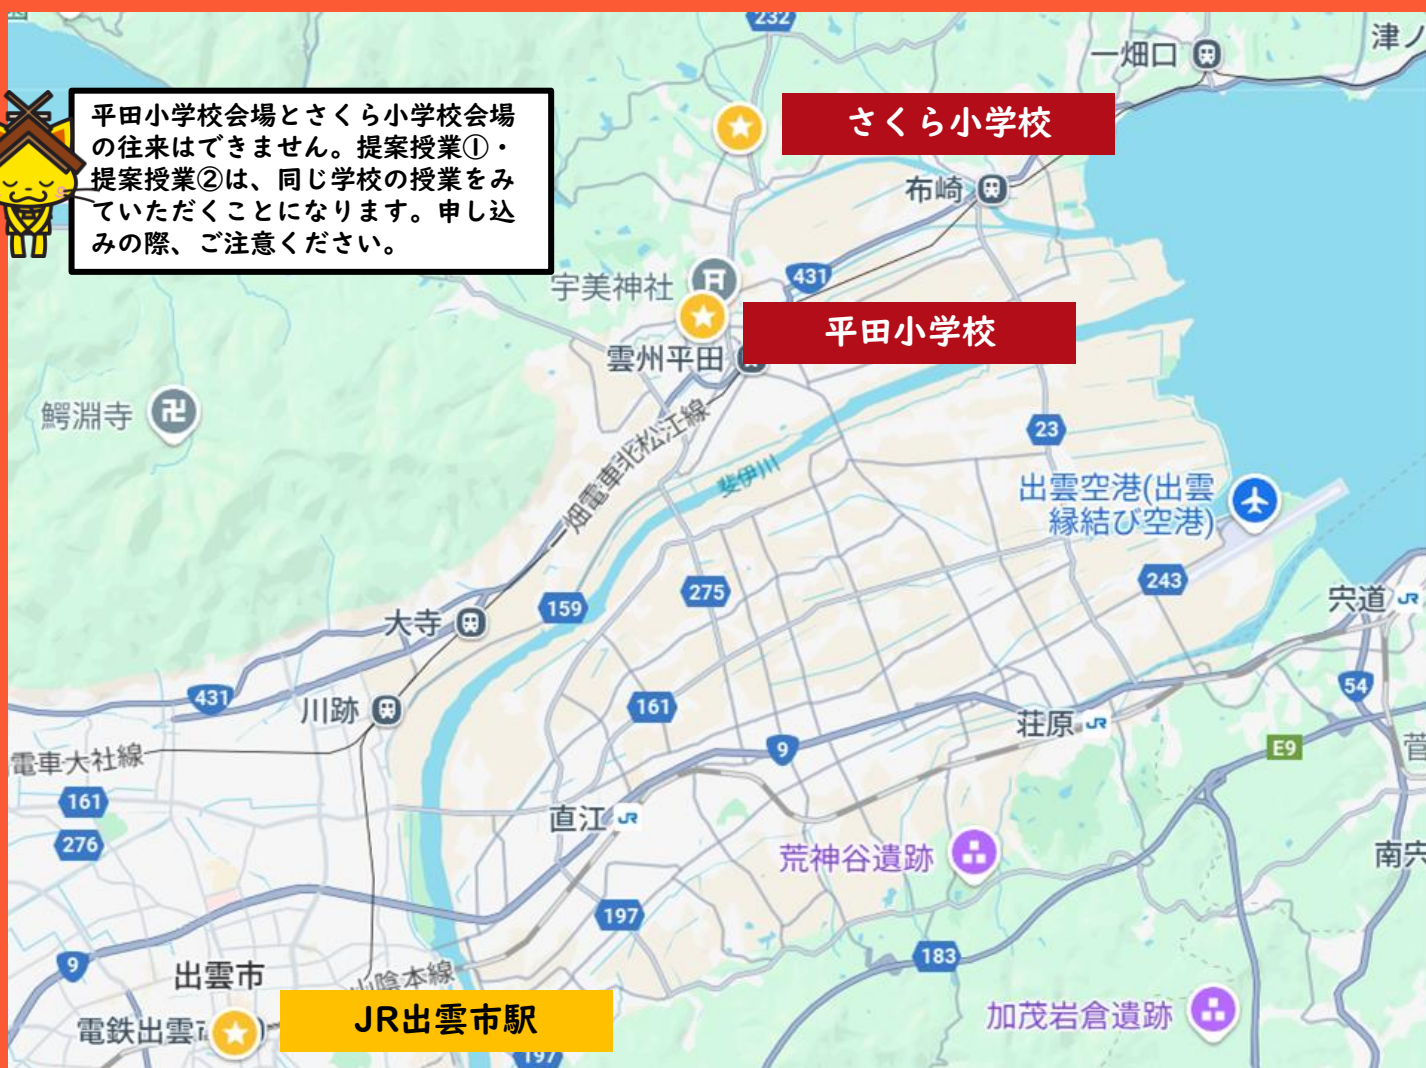 232
一畑口
津ノ
平田小学校会場とさくら小学校会場
の往来はできません。提案授業①・
提案授業②は、同じ学校の授業をみ
ていただくことになります。申し込
みの際、ご注意ください。
さくら小学校
布崎
宇美神社
431
平田小学校
雲州平田
鰐淵寺
一畑電車北松江線
23
斐伊川
出雲空港(出雲
縁結び空港)
275
243
159
大寺
宍道 JR
431
川跡
161
54
荘原 JR
9
E9
菅
電車大社線
161
直江 JR
276
荒神谷遺跡
南宍
197
183
9
出雲市
山陰本線
JR出雲市駅
電鉄出雲市
加茂岩倉遺跡
197